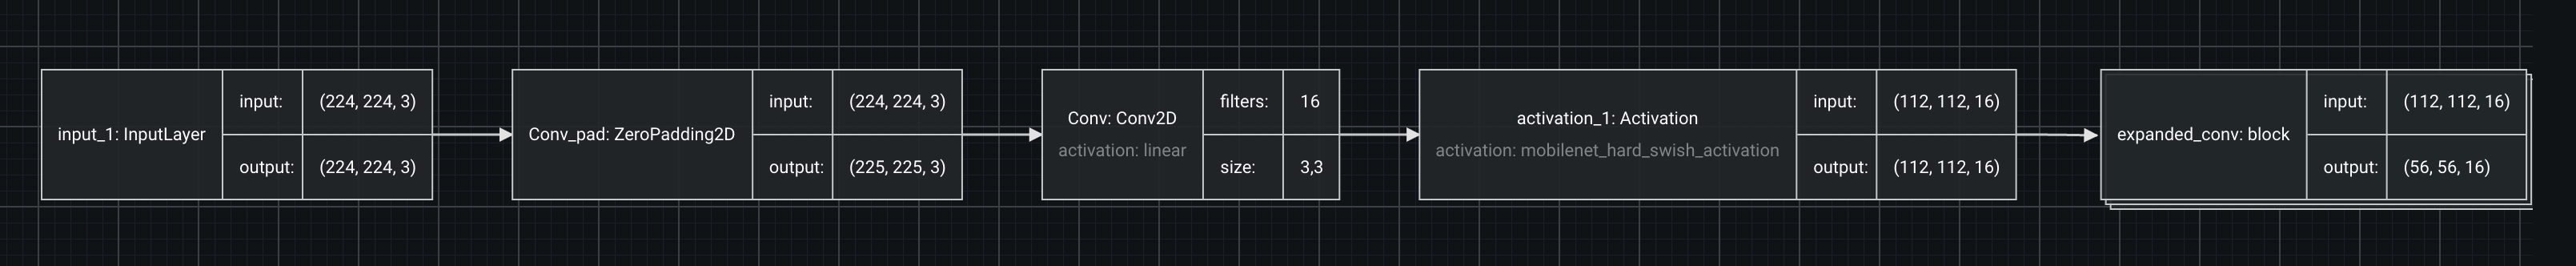 input_1: InputLayer
input:
(224, 224, 3)
output:
(224, 224, 3)
Conv_pad: ZeroPadding2D
input:
(224, 224, 3)
output:
(225, 225, 3)
Conv: Conv2D
activation: linear
filters:
16
size:
3,3
activation_1: Activation
activation: mobilenet_hard_swish_activation
input:
(112, 112, 16)
output:
(112, 112, 16)
expanded_conv: block
input:
(112, 112, 16)
output:
(56, 56, 16)